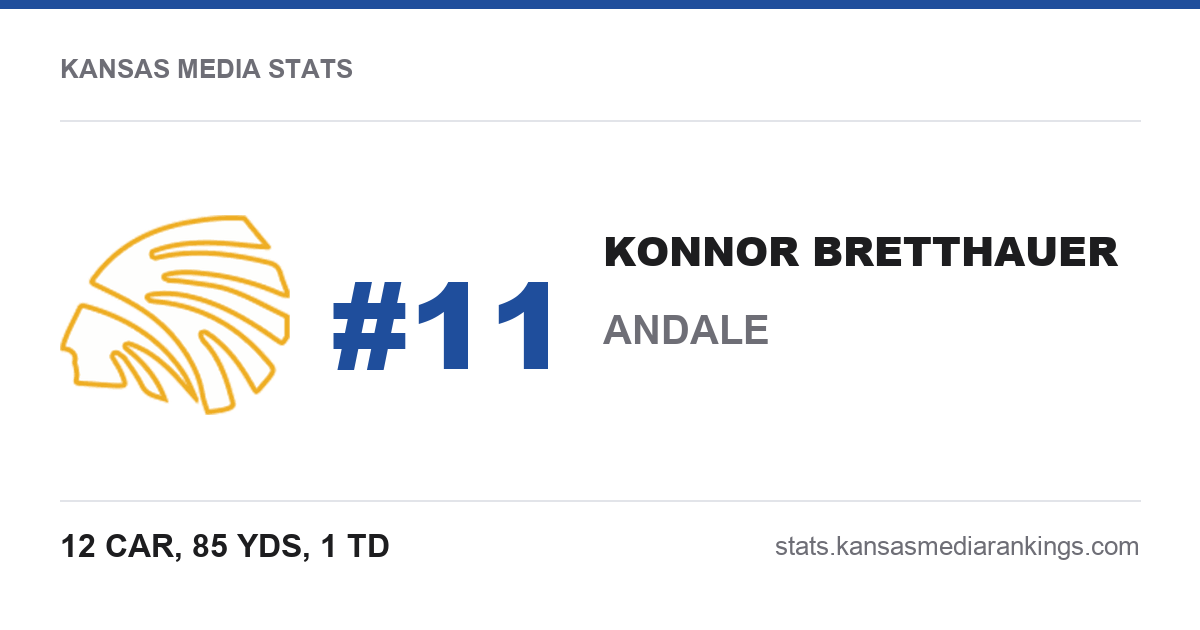 KANSAS MEDIA STATS
#11
KONNOR BRETTHAUER
ANDALE
12 CAR, 85 YDS, 1 TD
stats.kansasmediarankings.com